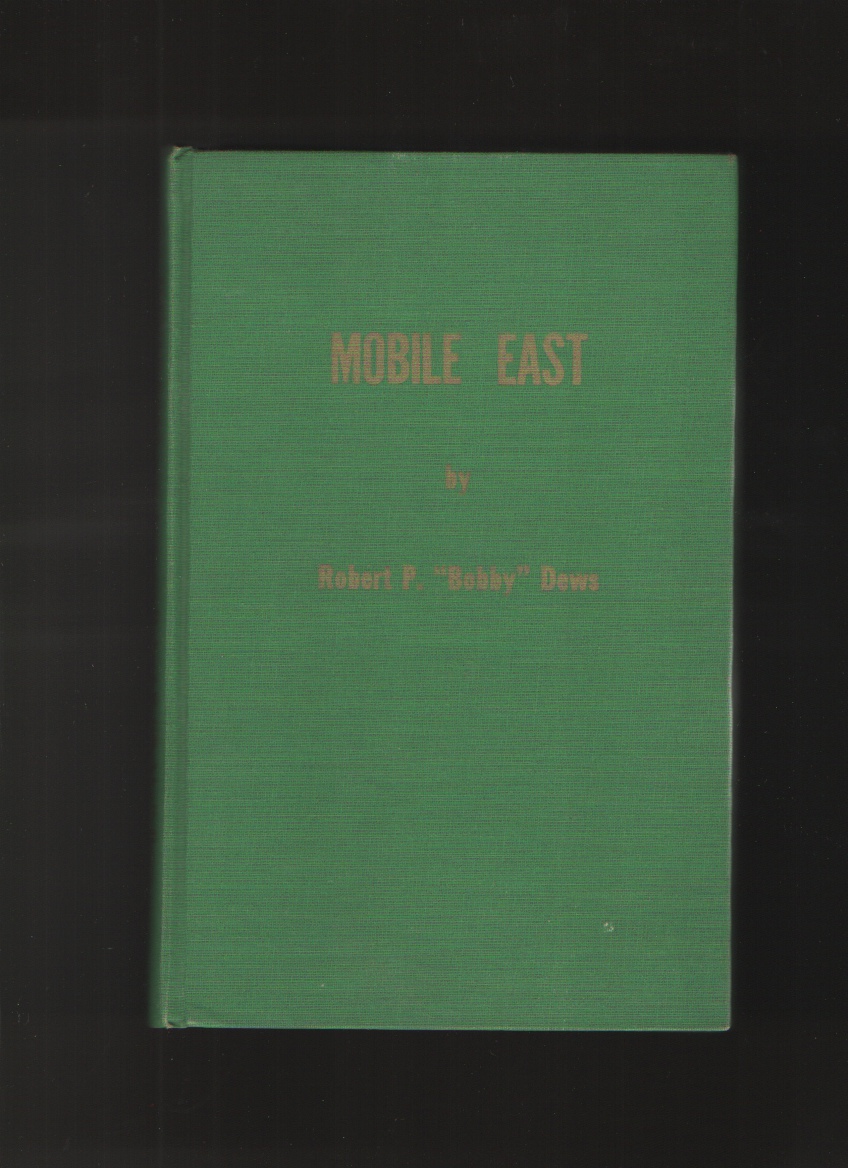 MOBILE EAST
by
Robert P. "Bobby" Dews